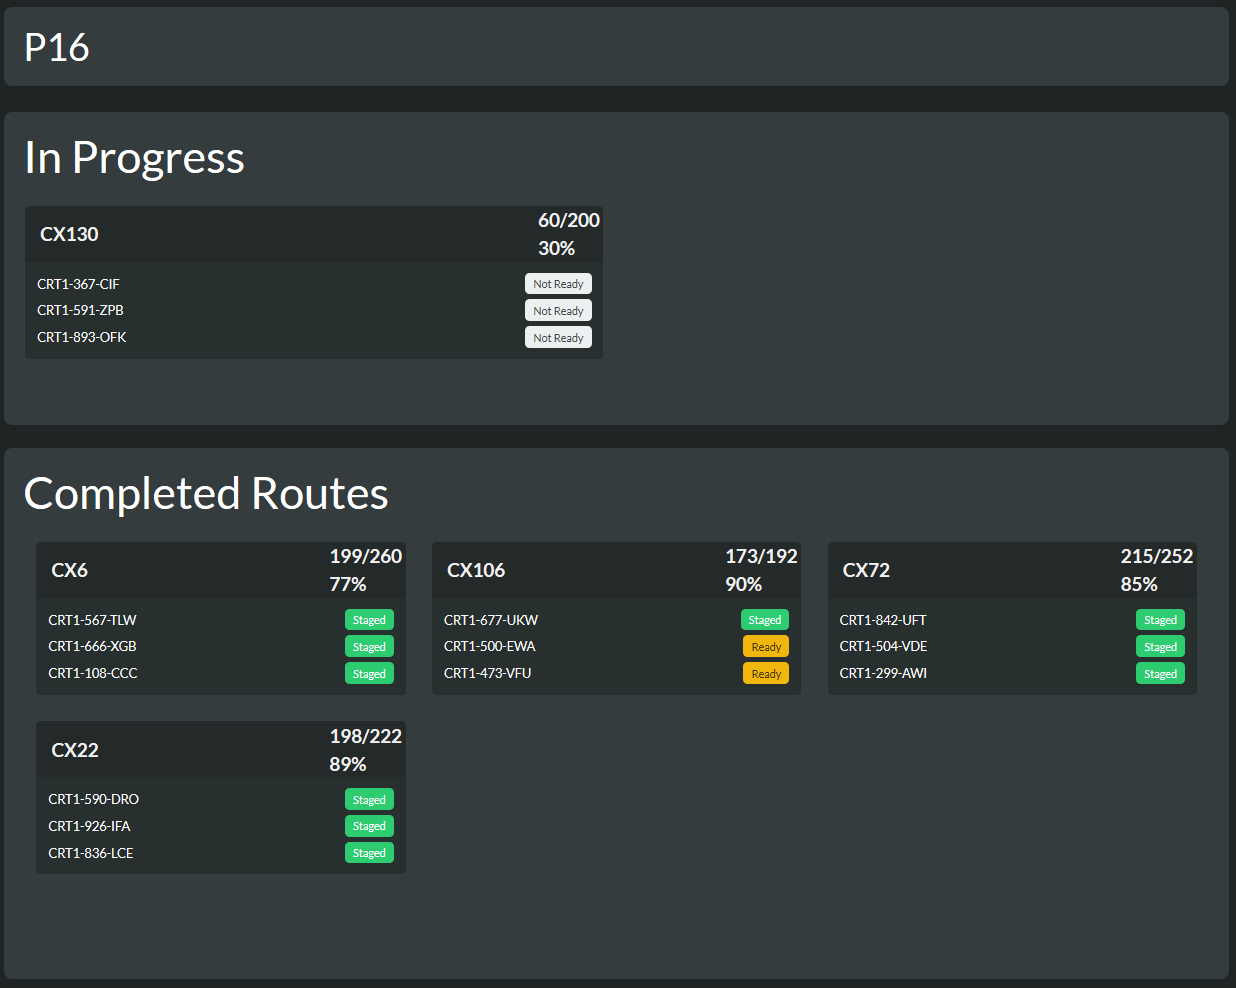 P16
In Progress
CX130
60/200
30%
CRT1-367-CIF Not Ready
CRT1-591-ZPB Not Ready
CRT1-893-OFK Not Ready
Completed Routes
CX6
199/260
77%
CRT1-567-TLW Staged
CRT1-666-XGB Staged
CRT1-108-CCC Staged
CX106
173/192
90%
CRT1-677-UKW Staged
CRT1-500-EWA Ready
CRT1-473-VFU Ready
CX72
215/252
85%
CRT1-842-UFT Staged
CRT1-504-VDE Staged
CRT1-299-AWI Staged
CX22
198/222
89%
CRT1-590-DRO Staged
CRT1-926-IFA Staged
CRT1-836-LCE Staged